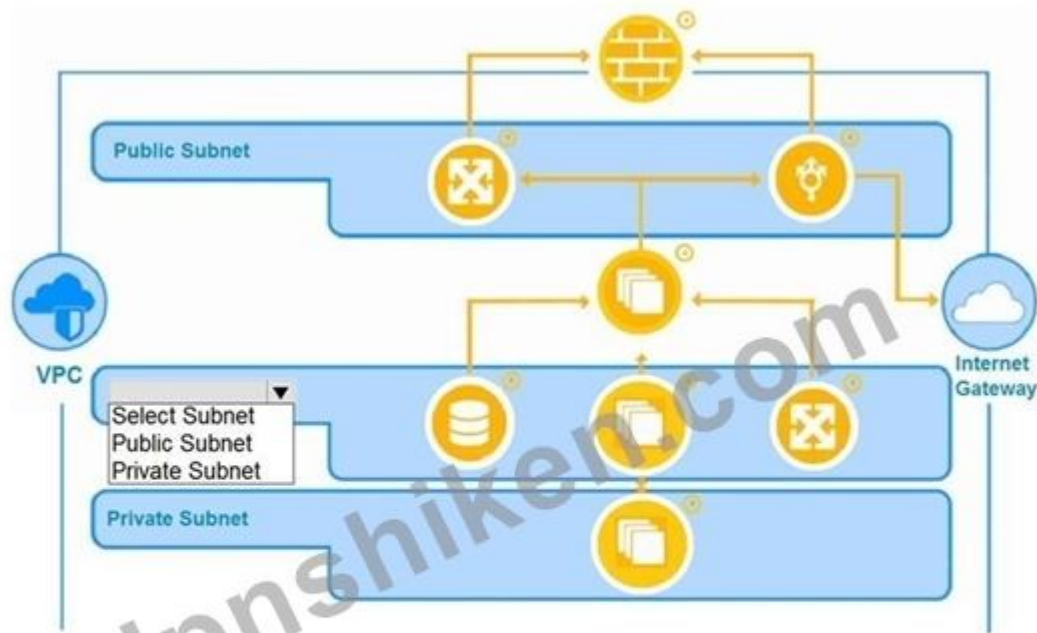 Public Subnet
VPC
Internet
Gateway
Select Subnet
Public Subnet
Private Subnet
Private Subnet